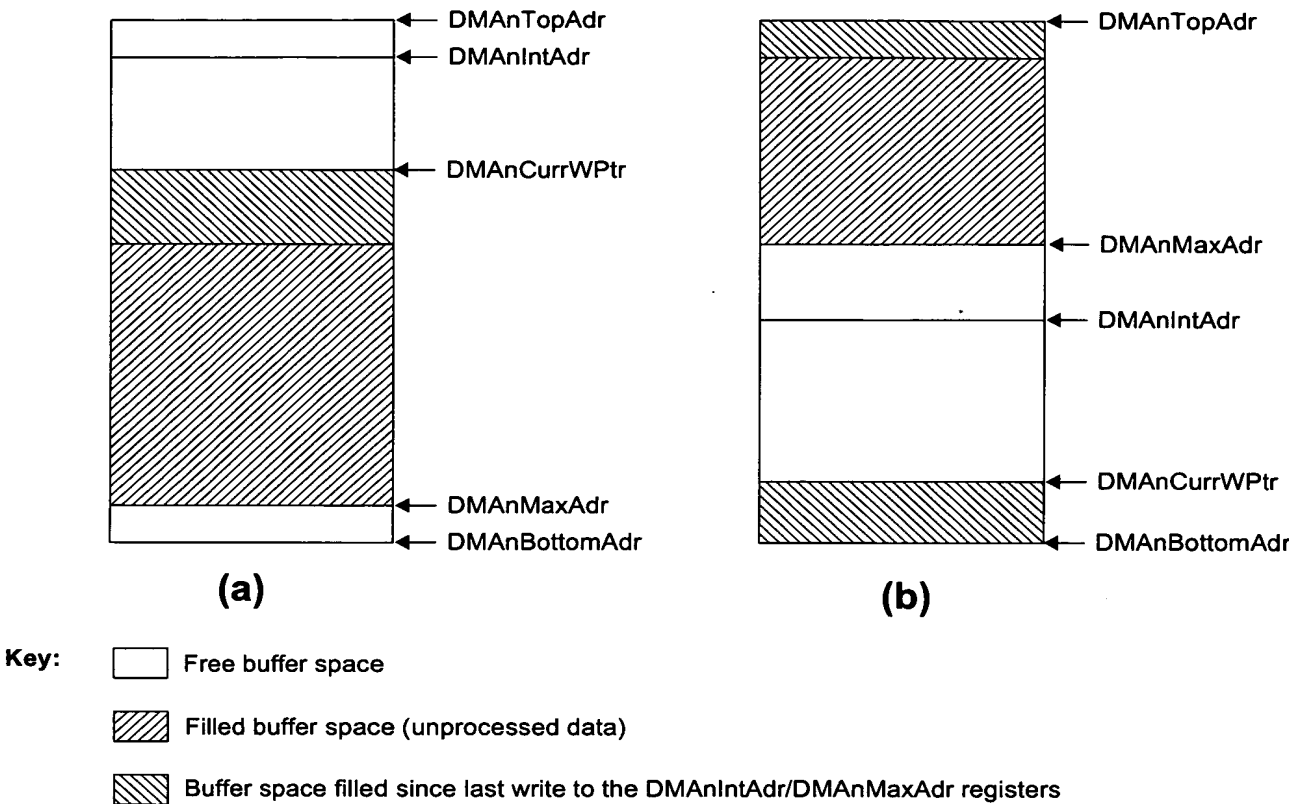 DMAnTopAdr
DMAnIntAdr
DMAnCurrWPtr
DMAnMaxAdr
DMAnBottomAdr
(a)
DMAnTopAdr
DMAnMaxAdr
DMAnIntAdr
DMAnCurrWPtr
DMAnBottomAdr
(b)
Key:
Free buffer space
Filled buffer space (unprocessed data)
Buffer space filled since last write to the DMAnIntAdr/DMAnMaxAdr registers